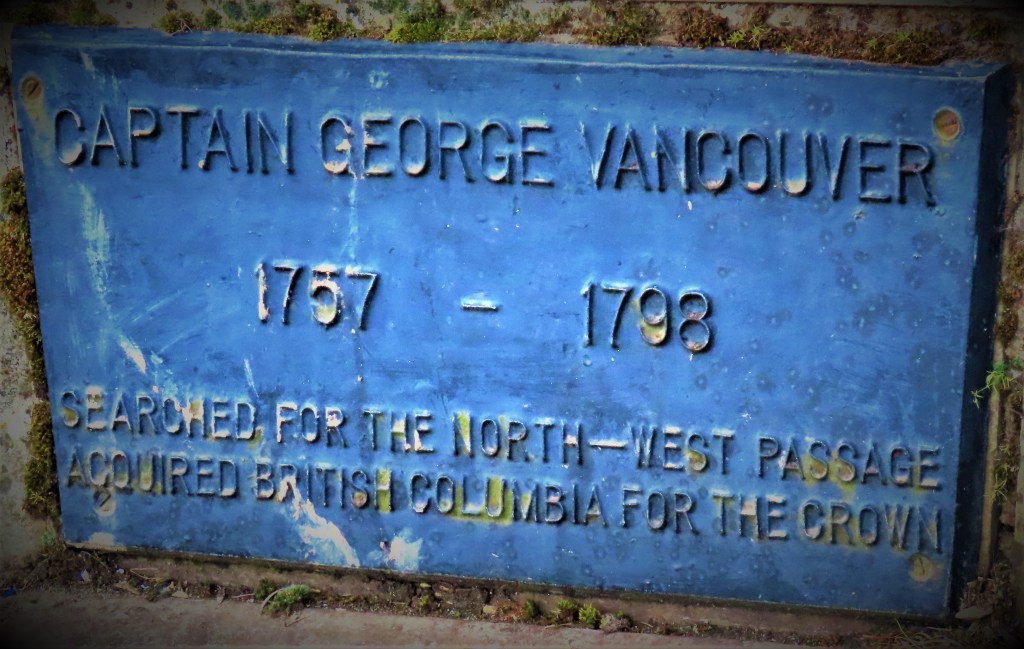 CAPTAIN GEORGE VANCOUVER
1757 - 1798
SEARCHED FOR THE NORTH-WEST PASSAGE
ACQUIRED BRITISH COLUMBIA FOR THE CROWN